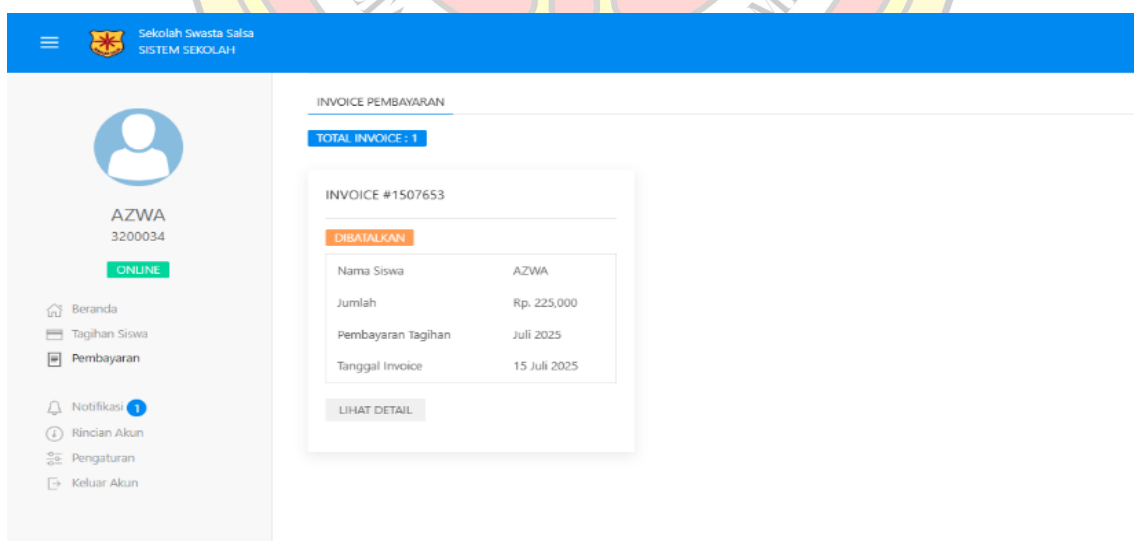 Sekolah Swasta Salsa
SISTEM SEKOLAH
AZWA
3200034
ONLINE
Beranda
Tagihan Siswa
Pembayaran
Notifikasi 1
Rincian Akun
Pengaturan
Keluar Akun
INVOICE PEMBAYARAN
TOTAL INVOICE : 1
INVOICE #1507653
DIBATALKAN
Nama Siswa AZWA
Jumlah Rp. 225,000
Pembayaran Tagihan Juli 2025
Tanggal Invoice 15 Juli 2025
LIHAT DETAIL